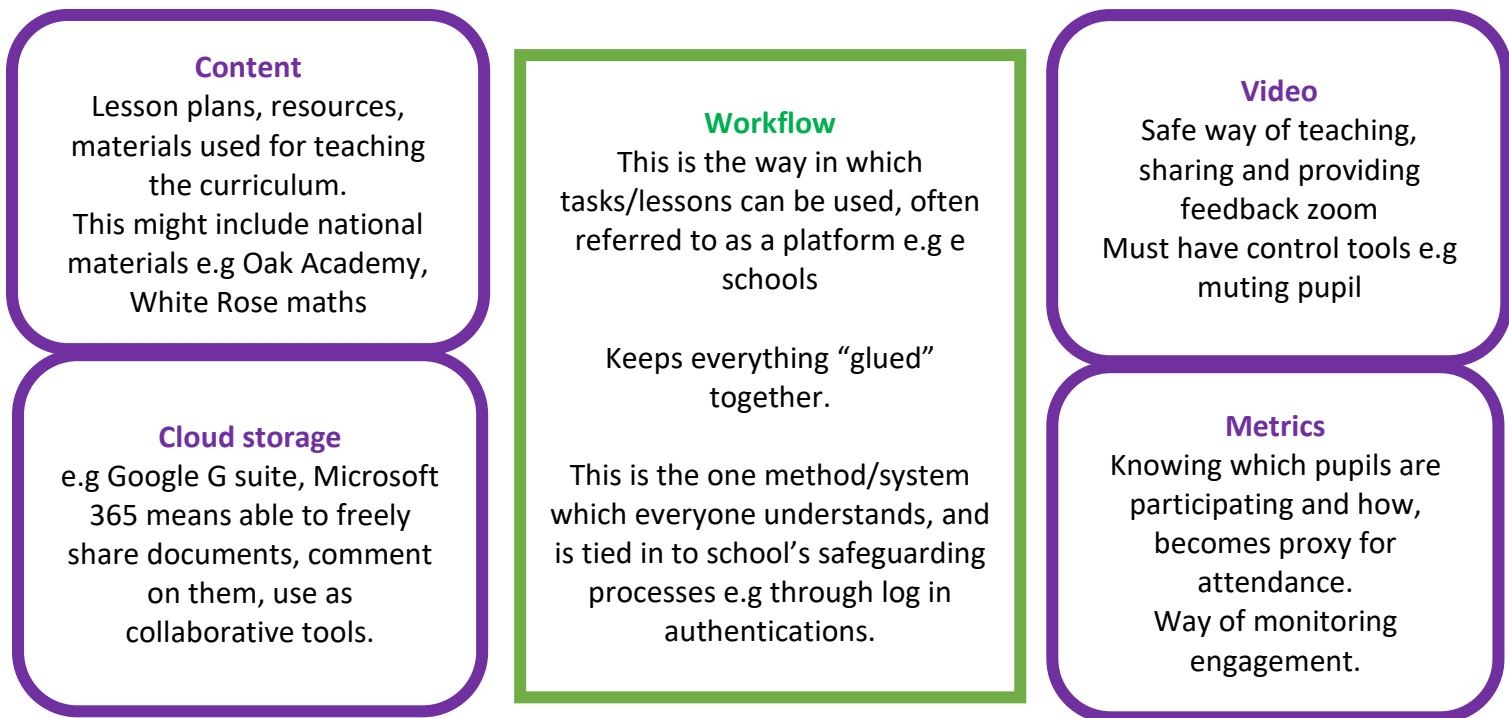 Content
Lesson plans, resources,
materials used for teaching
the curriculum.
This might include national
materials e.g Oak Academy,
White Rose maths
Cloud storage
e.g Google G suite, Microsoft
365 means able to freely
share documents, comment
on them, use as
collaborative tools.
Workflow
This is the way in which
tasks/lessons can be used, often
referred to as a platform e.g e
schools
Keeps everything “glued”
together.
This is the one method/system
which everyone understands, and
is tied in to school’s safeguarding
processes e.g through log in
authentications.
Video
Safe way of teaching,
sharing and providing
feedback zoom
Must have control tools e.g
muting pupil
Metrics
Knowing which pupils are
participating and how,
becomes proxy for
attendance.
Way of monitoring
engagement.